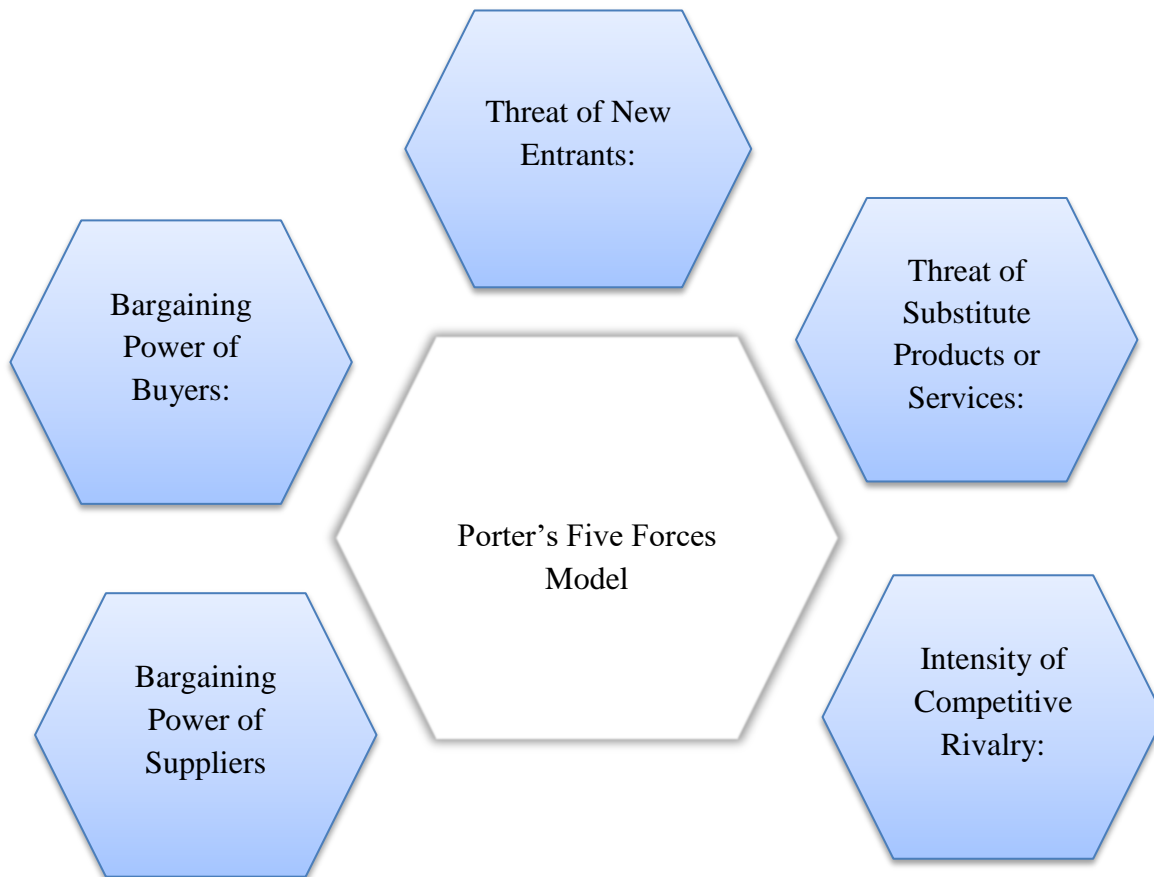 Threat of New
Entrants:
Bargaining
Power of
Buyers:
Threat of
Substitute
Products or
Services:
Porter’s Five Forces
Model
Bargaining
Power of
Suppliers
Intensity of
Competitive
Rivalry: